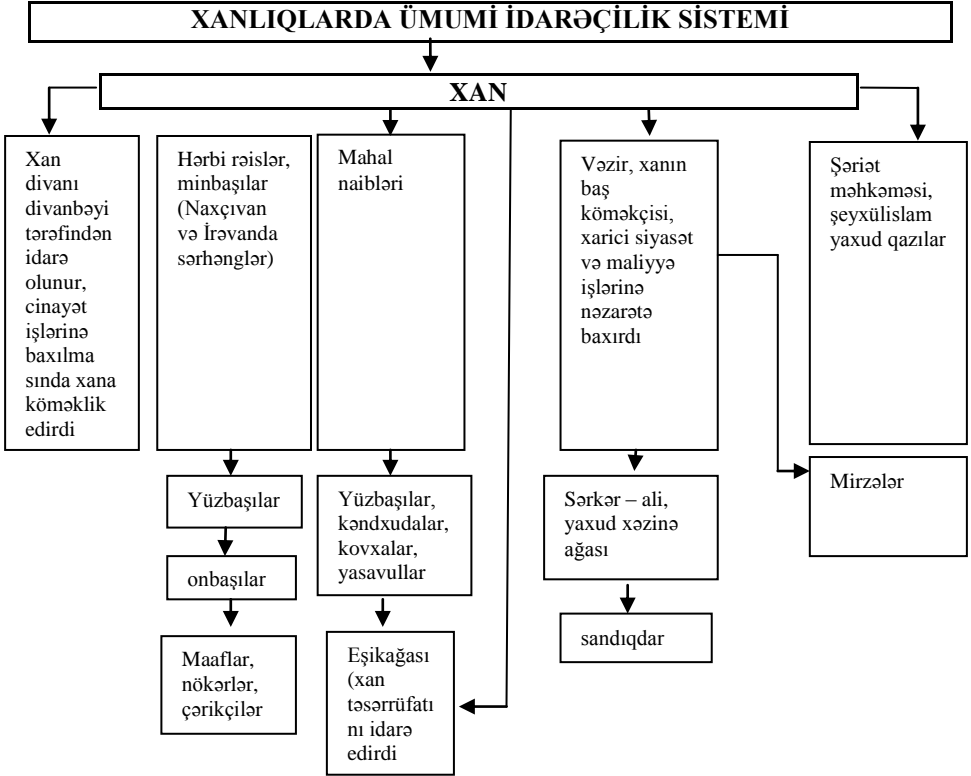 XANLIQLARDA ÜMUMİ İDARƏÇİLİK SİSTEMİ
XAN
Xan
divanı
divanbəyi
tərəfindən
idarə
olunur,
cinayət
işlərinə
baxılma
sında xana
köməklik
edirdi
Hərbi rəislər,
minbaşılar
(Naxçıvan
və İrəvanda
sərhənglər)
Mahal
naibləri
Vəzir, xanın
baş
köməkçisi,
xarici siyasət
və maliyyə
işlərinə
nəzarətə
baxırdı
Şəriət
məhkəməsi,
şeyxülislam
yaxud qazılar
Yüzbaşılar
onbaşılar
Maaflar,
nökərlər,
çərikçilər
Yüzbaşılar,
kəndxudalar,
kovxalar,
yasavullar
Eşikağası
(xan
təsərrüfatı
nı idarə
edirdi
Sərkər – ali,
yaxud xəzinə
ağası
sandıqdar
Mirzələr